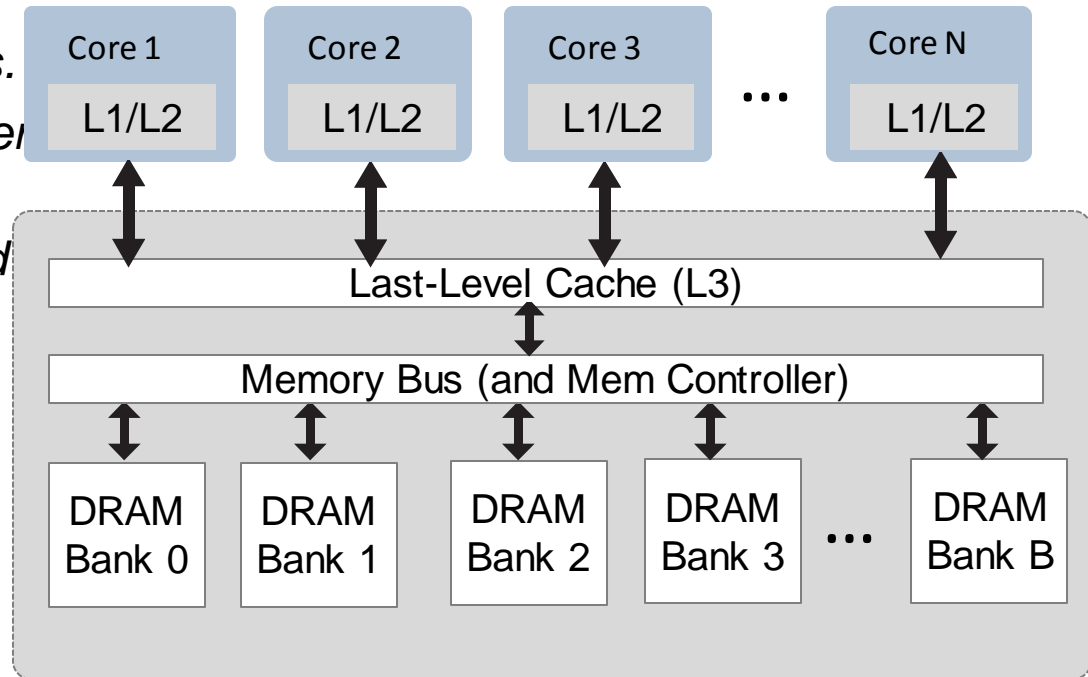 s.
er
d
Core 1
L1/L2
Core 2
L1/L2
Core 3
L1/L2
...
Core N
L1/L2
Last-Level Cache (L3)
Memory Bus (and Mem Controller)
DRAM
Bank 0
DRAM
Bank 1
DRAM
Bank 2
DRAM
Bank 3
...
DRAM
Bank B